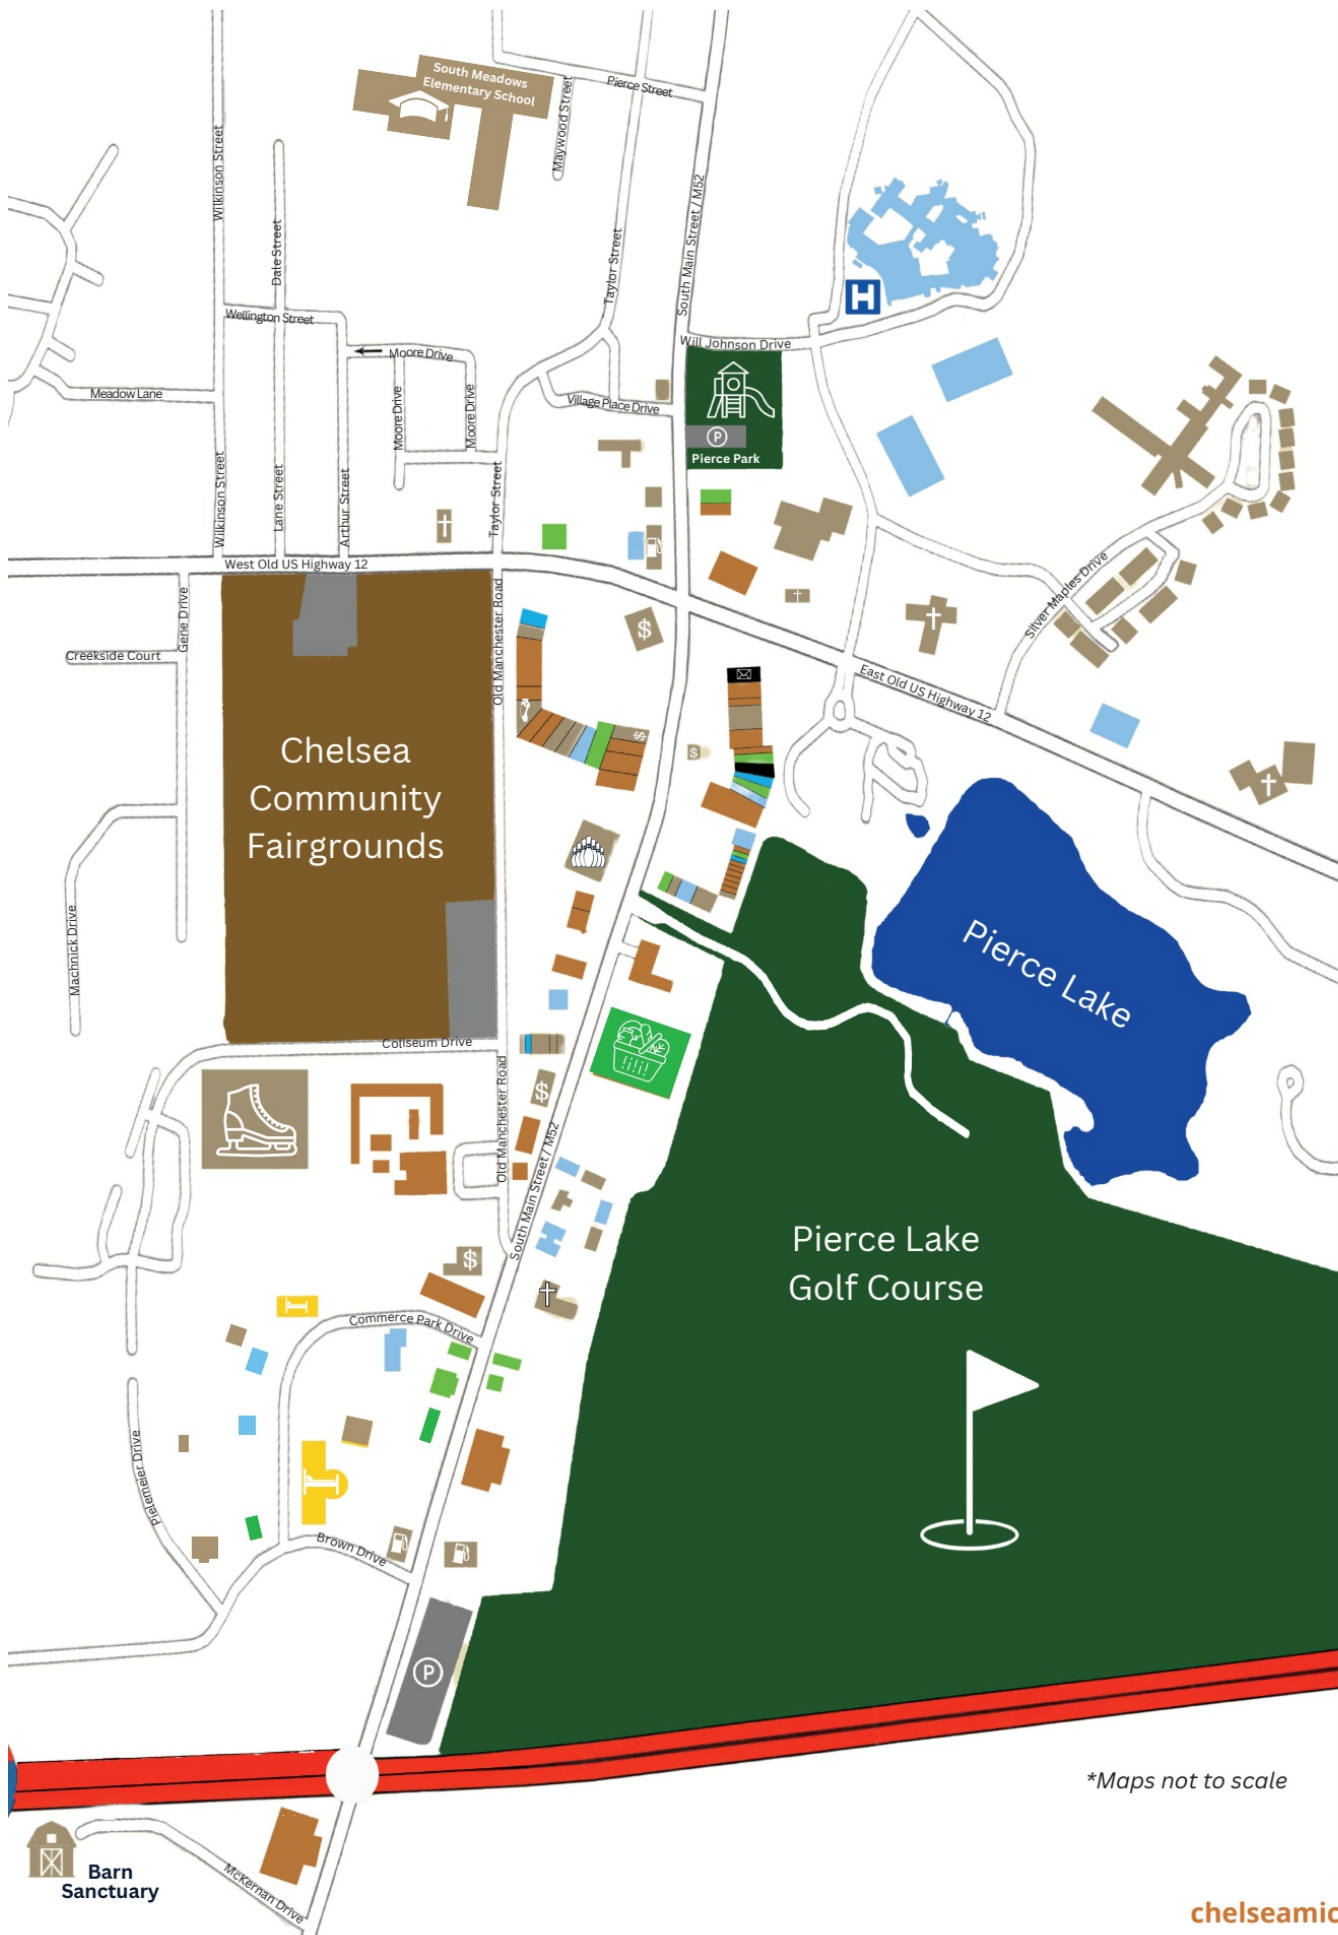 South Meadows
Elementary School
Pierce Street
Maywood Street
Wilkinson Street
Dale Street
Taylor Street
South Main Street / M52
H
Wellington Street
Moore Drive
Will Johnson Drive
Meadow Lane
Moore Drive
Moore Drive
Village Place Drive
P
Pierce Park
Wilkinson Street
Lane Street
Arthur Street
Taylor Street
West Old US Highway 12
Gene Drive
Creekside Court
Old Manchester Road
$
Silver Maples Drive
East Old US Highway 12
Chelsea
Community
Fairgrounds
$
$
Machnick Drive
Pierce Lake
Coliseum Drive
Old Manchester Road
$
South Main Street / M52
$
Pierce Lake
Golf Course
Commerce Park Drive
Pielemeier Drive
Brown Drive
P
*Maps not to scale
Barn
Sanctuary
McKernan Drive
chelseamic